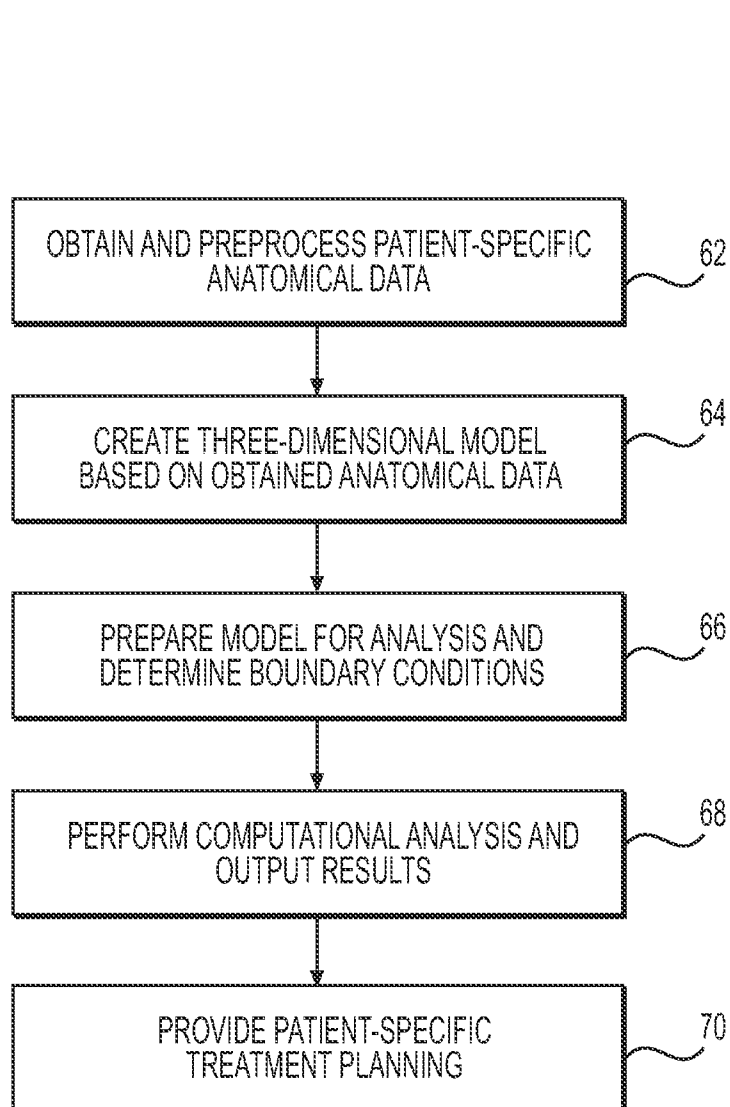 OBTAIN AND PREPROCESS PATIENT-SPECIFIC
ANATOMICAL DATA
62
CREATE THREE-DIMENSIONAL MODEL
BASED ON OBTAINED ANATOMICAL DATA
64
PREPARE MODEL FOR ANALYSIS AND
DETERMINE BOUNDARY CONDITIONS
66
PERFORM COMPUTATIONAL ANALYSIS AND
OUTPUT RESULTS
68
PROVIDE PATIENT-SPECIFIC
TREATMENT PLANNING
70